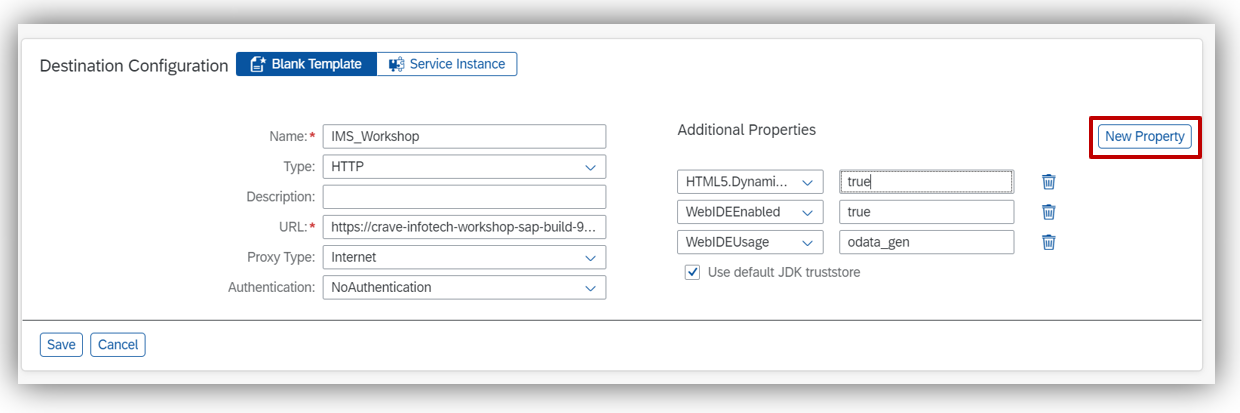 Destination Configuration Blank Template Service Instance
Name:* IMS_Workshop
Type: HTTP
Description:
URL:* https://crave-infotech-workshop-sap-build-9...
Proxy Type: Internet
Authentication: NoAuthentication
Additional Properties
New Property
HTML5.Dynami... true
WebIDEEnabled true
WebIDEUsage odata_gen
Use default JDK truststore
Save Cancel